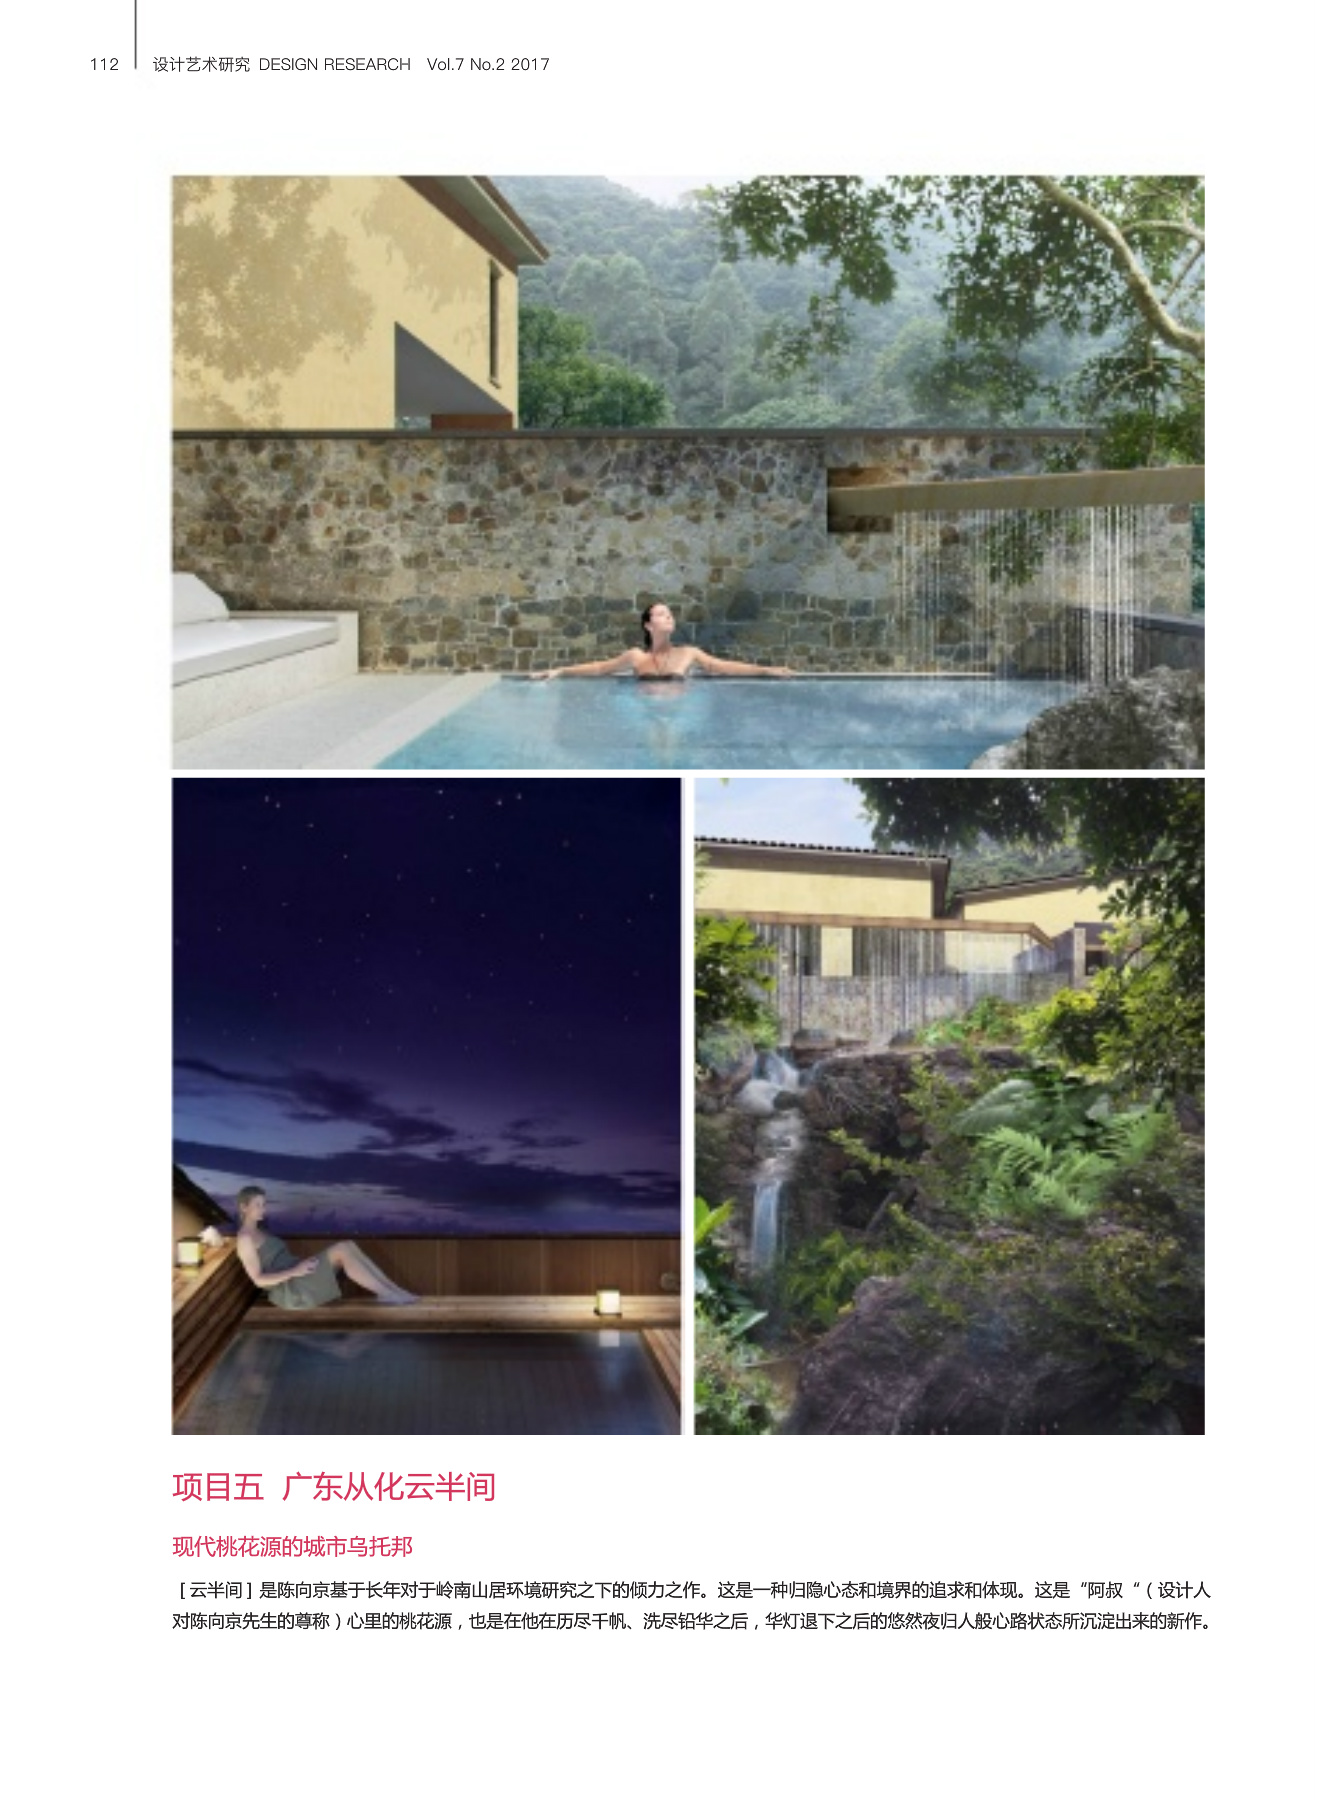 112 设计艺术研究 DESIGN RESEARCH Vol.7 No.2 2017
项目五 广东从化云半间
现代桃花源的城市乌托邦
[ 云半间 ] 是陈向京基于长年对于岭南山居环境研究之下的倾力之作。这是一种归隐心态和境界的追求和体现。这是“阿叔“（设计人
对陈向京先生的尊称）心里的桃花源，也是在他在历尽千帆、洗尽铅华之后，华灯退下之后的悠然夜归人般心路状态所沉淀出来的新作。